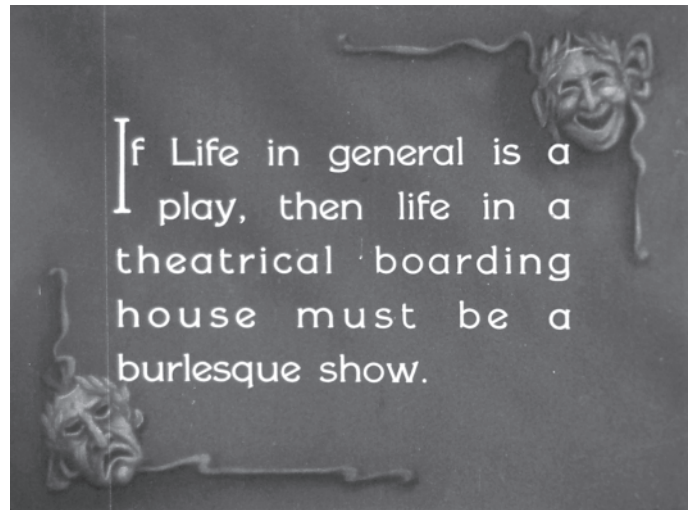 If Life in general is a
play, then life in a
theatrical boarding
house must be a
burlesque show.